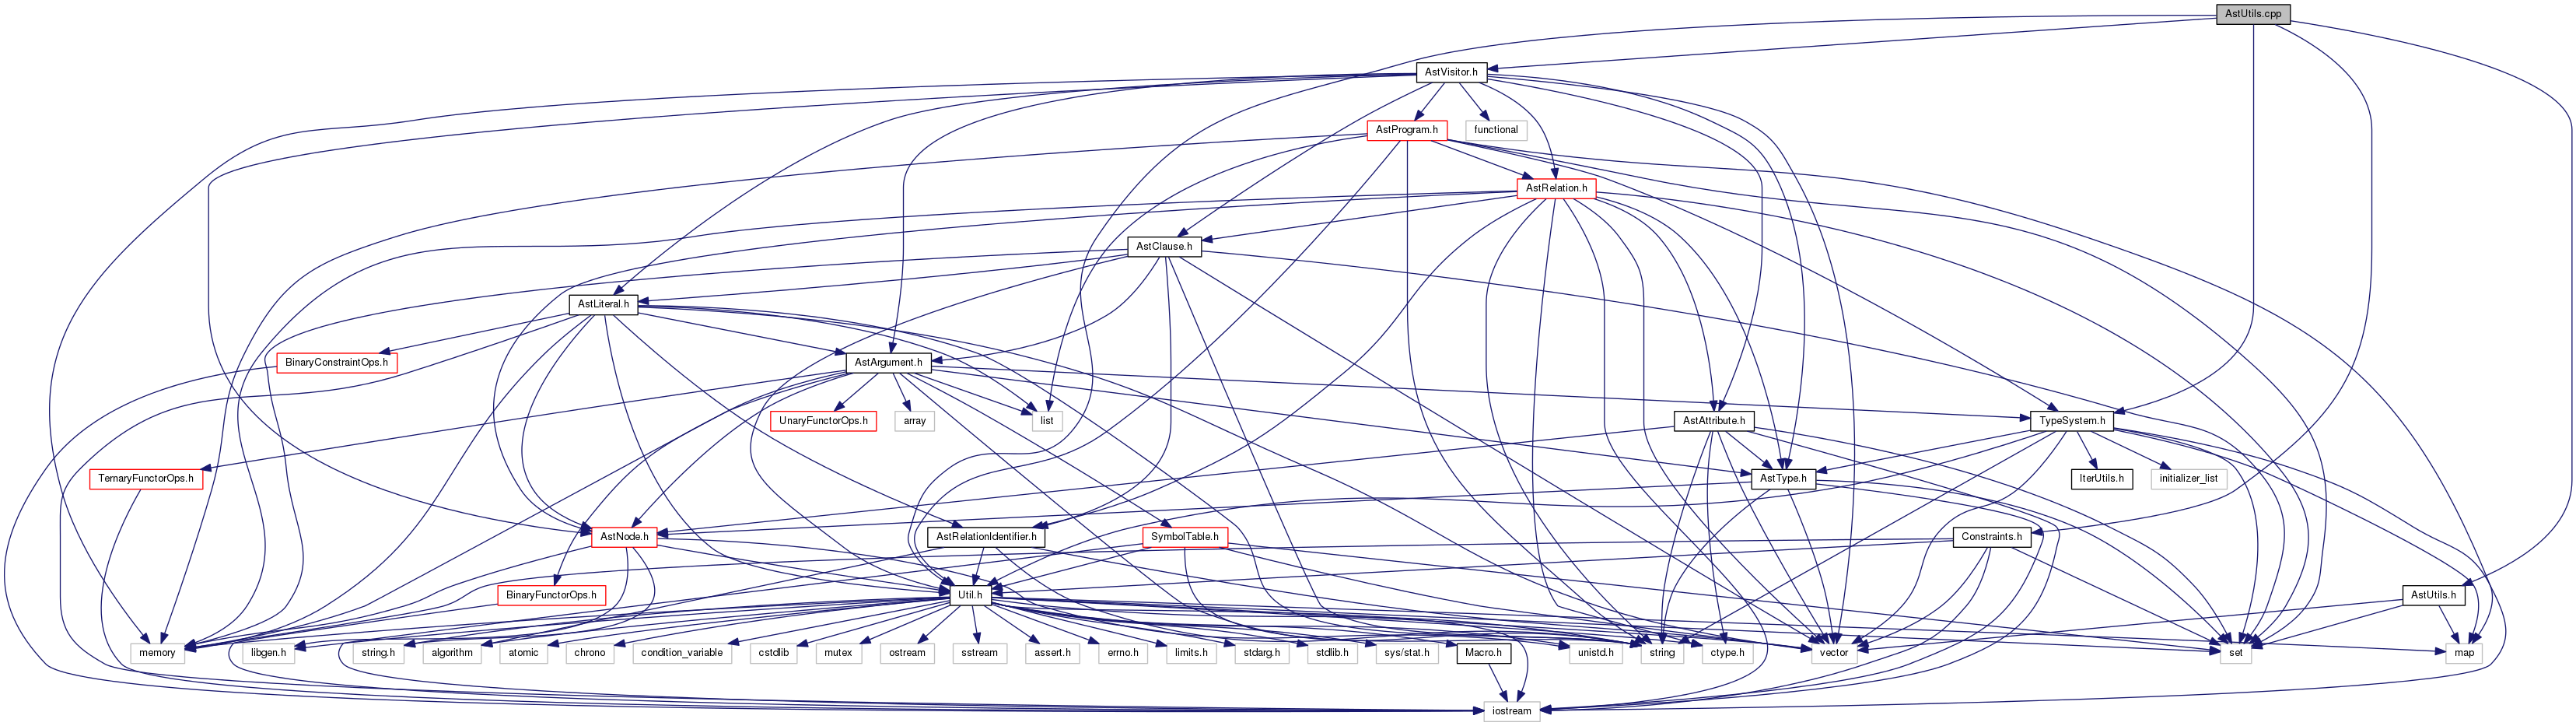 AstUtils.cpp
AstVisitor.h
AstProgram.h
functional
AstRelation.h
AstClause.h
AstLiteral.h
BinaryConstraintOps.h
AstArgument.h
UnaryFunctorOps.h
array
list
AstAttribute.h
TypeSystem.h
TernaryFunctorOps.h
AstType.h
IterUtils.h
initializer_list
AstNode.h
AstRelationIdentifier.h
SymbolTable.h
Constraints.h
BinaryFunctorOps.h
Util.h
AstUtils.h
memory
libgen.h
string.h
algorithm
atomic
chrono
condition_variable
cstdlib
mutex
ostream
sstream
assert.h
errno.h
limits.h
stdarg.h
stdlib.h
sys/stat.h
Macro.h
unistd.h
string
ctype.h
vector
set
map
iostream